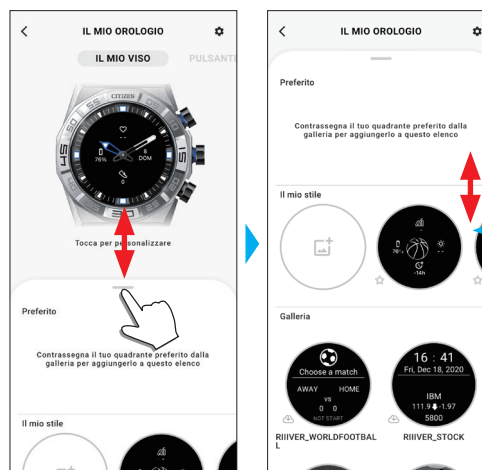 IL MIO OROLOGIO
IL MIO VISO
PULSANTE
CITIZEN
76%
8
DOM
0
Tocca per personalizzare
Preferito
Contrassegna il tuo quadrante preferito dalla
galleria per aggiungerlo a questo elenco
Il mio stile
IL MIO OROLOGIO
Preferito
Contrassegna il tuo quadrante preferito dalla
galleria per aggiungerlo a questo elenco
Il mio stile
76%
--
-14h
Galleria
Choose a match
AWAY HOME
vs
0 0
NOT START
RIIIVER_WORLDFOOTBAL
L
16 : 41
Fri, Dec 18, 2020
IBM
111.9 -1.97
5800
RIIIVER_STOCK